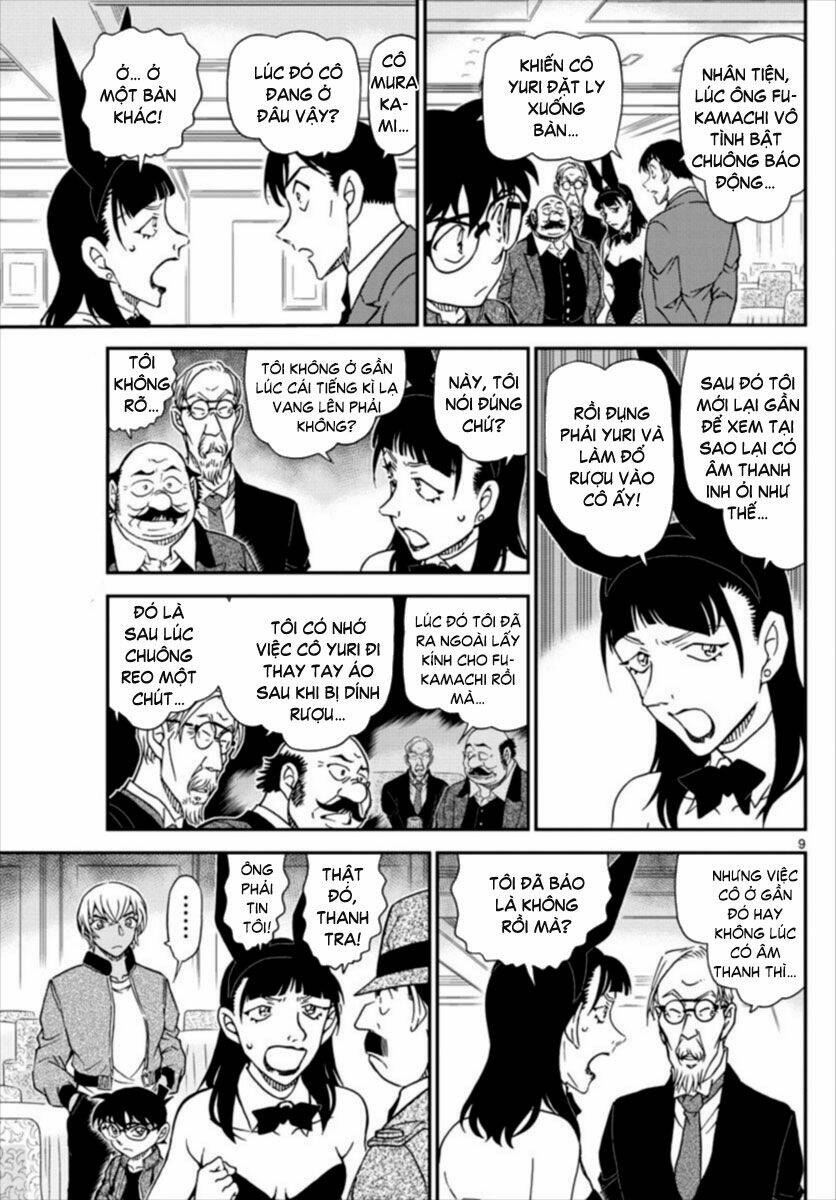 NHÂN TIỆN,
LÚC ÔNG FU-
KAMACHI VÔ
TÌNH BẬT
CHUÔNG BÁO
ĐỘNG...
KHIẾN CÔ
YURI ĐẶT LY
XUỐNG
BÀN...
CÔ
MURA
KA-
MI...
LÚC ĐÓ CÔ
ĐANG Ở
ĐÂU VẬY?
Ở... Ở
MỘT BÀN
KHÁC!
SAU ĐÓ TÔI
MỚI LẠI GẦN
ĐỂ XEM TẠI
SAO LẠI CÓ
ÂM THANH
INH ỎI NHƯ
THẾ...
RỒI ĐỤNG
PHẢI YURI VÀ
LÀM ĐỔ
RƯỢU VÀO
CÔ ẤY!
NÀY, TÔI
NÓI ĐÚNG
CHỨ?
TÔI KHÔNG Ở GẦN
LÚC CÁI TIẾNG KÌ LẠ
VANG LÊN PHẢI
KHÔNG?
TÔI
KHÔNG
RÕ...
LÚC ĐÓ TÔI ĐÃ
RA NGOÀI LẤY
KÍNH CHO FU-
KAMACHI RỒI
MÀ...
TÔI CÓ NHỚ
VIỆC CÔ YURI ĐI
THAY TAY ÁO
SAU KHI BỊ DÍNH
RƯỢU...
ĐÓ LÀ
SAU LÚC
CHUÔNG
REO MỘT
CHÚT...
9
NHƯNG VIỆC
CÔ Ở GẦN
ĐÓ HAY
KHÔNG LÚC
CÓ ÂM
THANH THÌ...
TÔI ĐÃ BẢO
LÀ KHÔNG
RỒI MÀ?
THẬT
ĐÓ,
THANH
TRA!
ÔNG
PHẢI
TIN
TÔI!